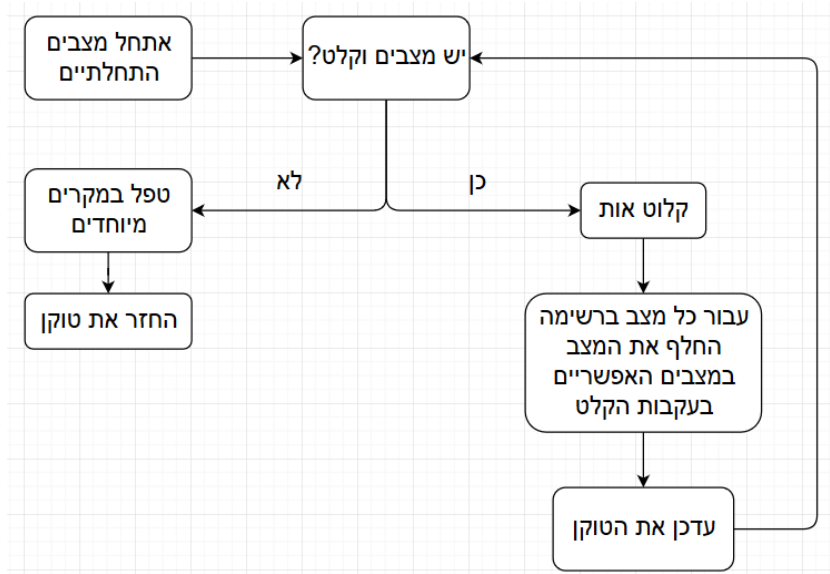 אתחל מצבים
התחלתיים
יש מצבים וקלט?
לא
כן
טפל במקרים
מיוחדים
החזר את טוקן
קלוט אות
עבור כל מצב ברשימה
החלף את המצב
במצבים האפשריים
בעקבות הקלט
עדכן את הטוקן